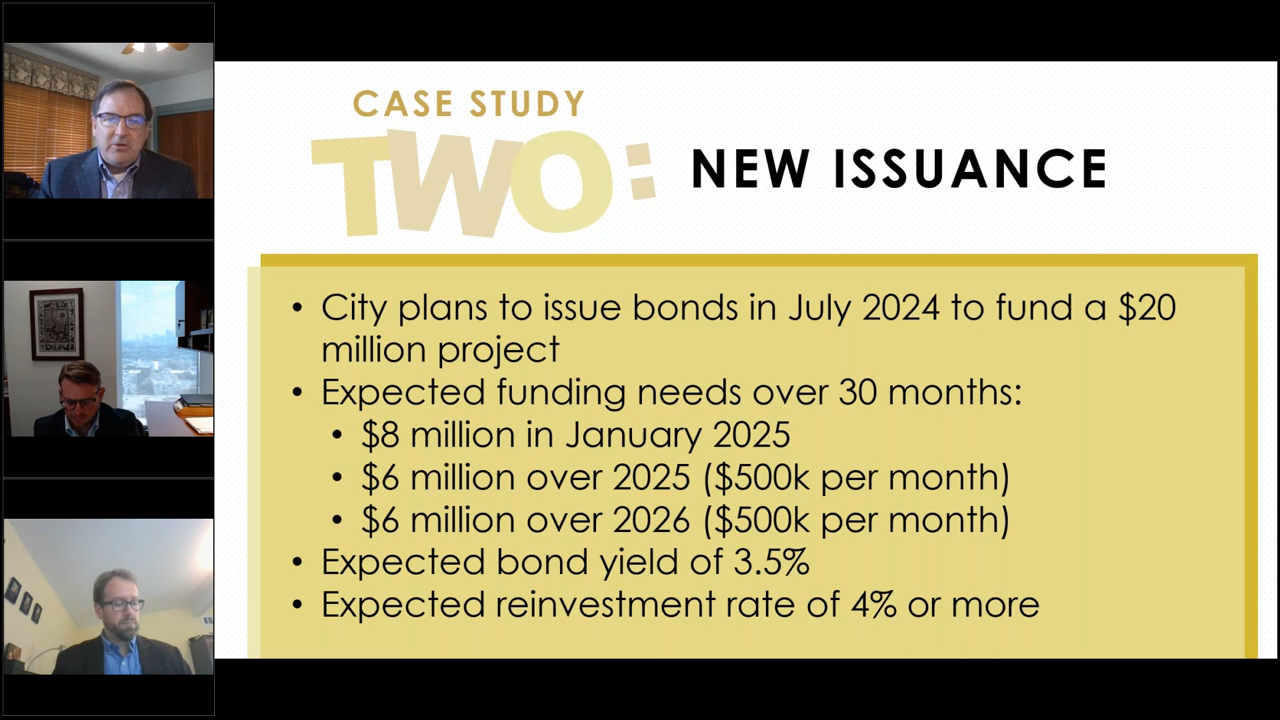 CASE STUDY
TWO:
NEW ISSUANCE
• City plans to issue bonds in July 2024 to fund a $20
million project
• Expected funding needs over 30 months:
• $8 million in January 2025
• $6 million over 2025 ($500k per month)
• $6 million over 2026 ($500k per month)
• Expected bond yield of 3.5%
• Expected reinvestment rate of 4% or more